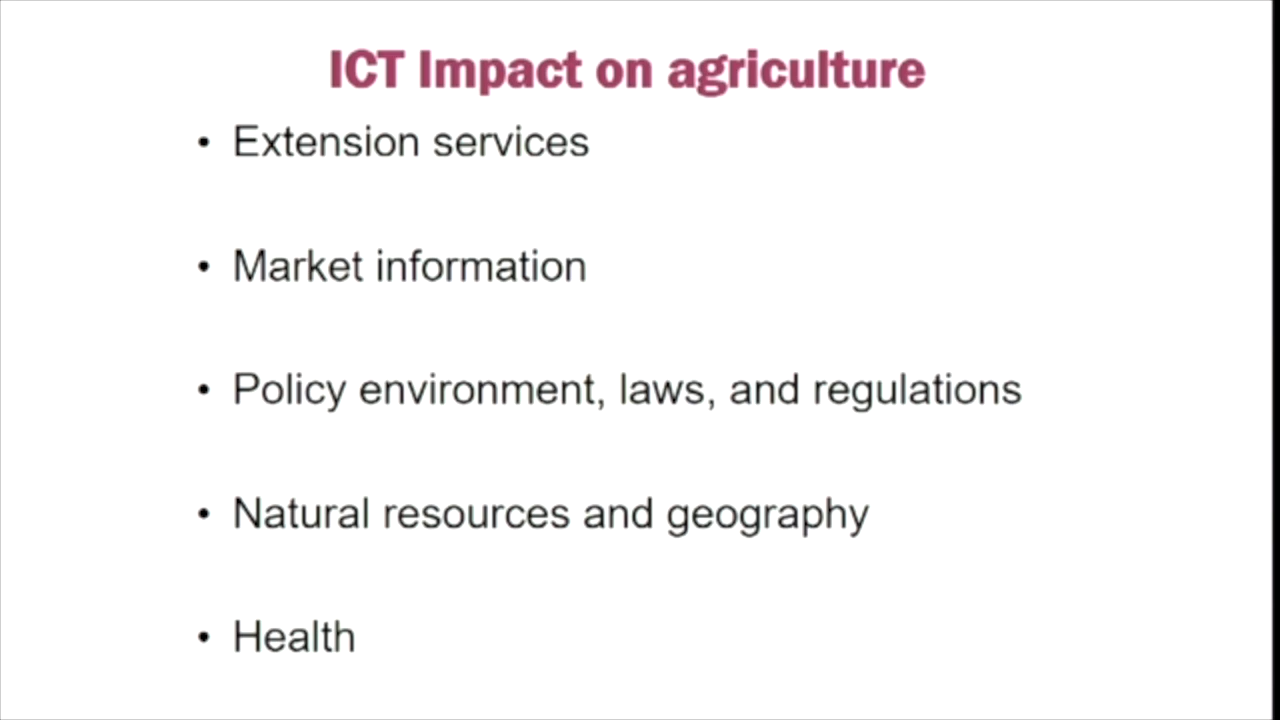 ICT Impact on agriculture
• Extension services
• Market information
• Policy environment, laws, and regulations
• Natural resources and geography
• Health